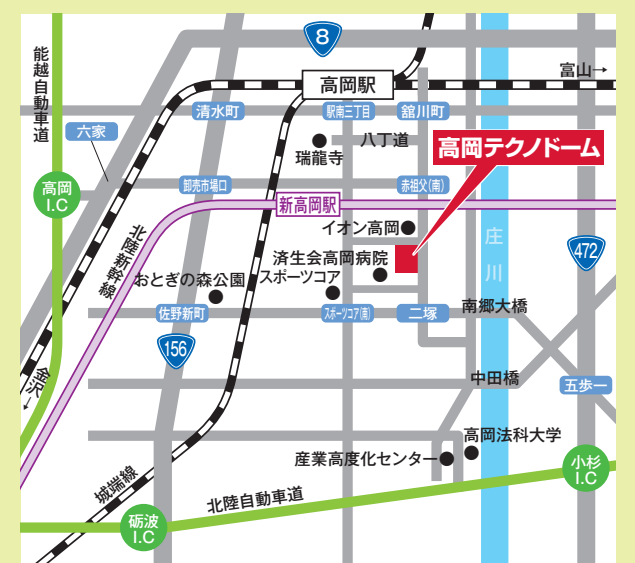 8
能越自動車道
高岡駅
富山→
清水町
駅南三丁目
舘川町
六家
八丁道
瑞龍寺
高岡テクノドーム
高岡
I.C
卸売市場口
赤祖父(南)
新高岡駅
イオン高岡
庄川
472
北陸新幹線
済生会高岡病院
おとぎの森公園
スポーツコア
佐野新町
スポーツコア(南)
二塚
南郷大橋
156
金沢←
中田橋
五歩一
高岡法科大学
産業高度化センター
小杉
I.C
城端線
北陸自動車道
砺波
I.C